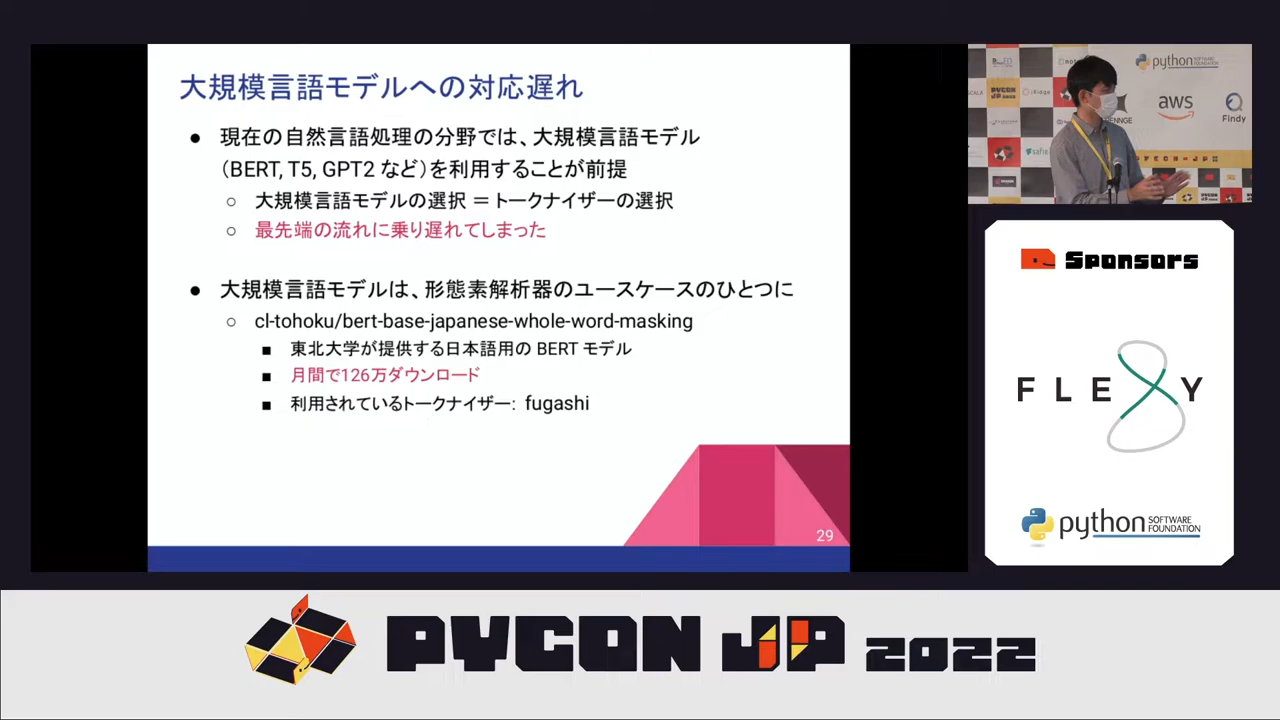 大規模言語モデルへの対応遅れ
● 現在の自然言語処理の分野では、大規模言語モデル
（BERT, T5, GPT2 など）を利用することが前提
○ 大規模言語モデルの選択 ＝ トークナイザーの選択
○ 最先端の流れに乗り遅れてしまった
● 大規模言語モデルは、形態素解析器のユースケースのひとつに
○ cl-tohoku/bert-base-japanese-whole-word-masking
■ 東北大学が提供する日本語用の BERT モデル
■ 月間で126万ダウンロード
■ 利用されているトークナイザー: fugashi
29
python
aws
Findy
Sponsors
FLEXY
python SOFTWARE FOUNDATION
PYCON JP 2022